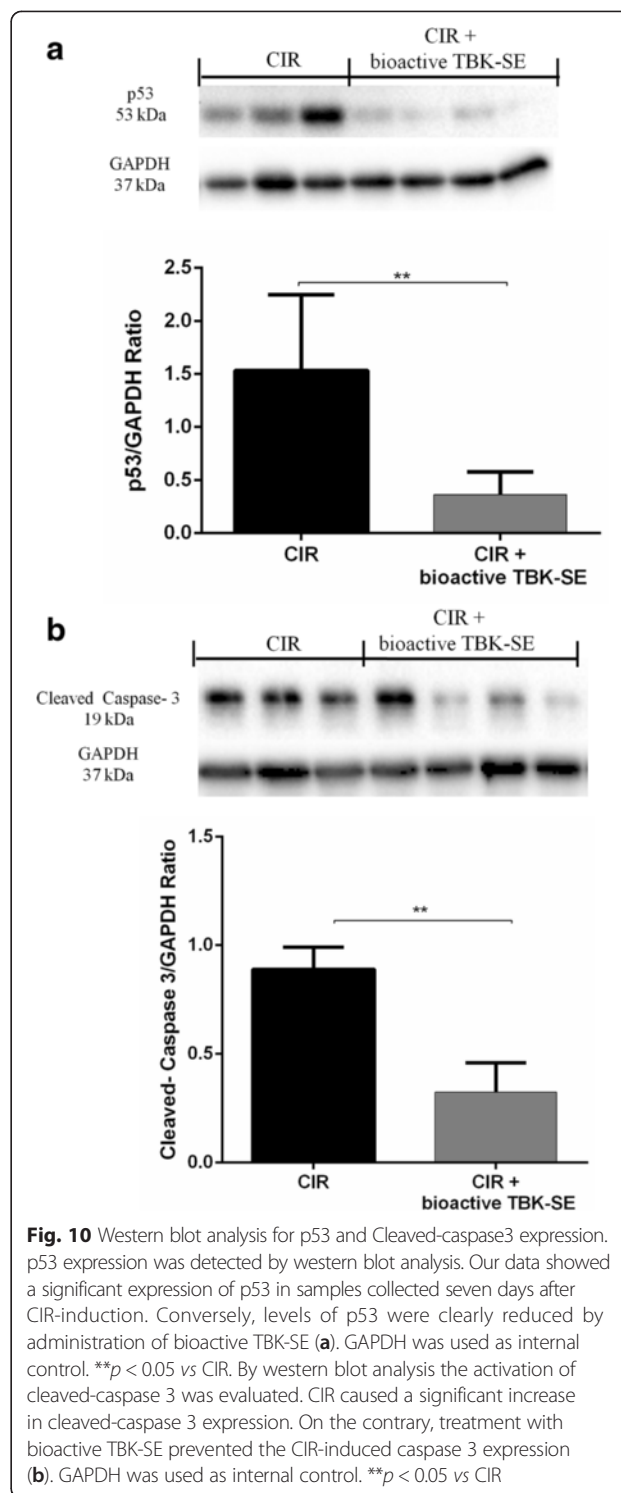 a
CIR
CIR +
bioactive TBK-SE
p53
53 kDa
GAPDH
37 kDa
p53/GAPDH Ratio
2.5
2.0
1.5
1.0
0.5
0.0
**
CIR
CIR +
bioactive TBK-SE
b
CIR
CIR +
bioactive TBK-SE
Cleaved Caspase- 3
19 kDa
GAPDH
37 kDa
Cleaved- Caspase 3/GAPDH Ratio
1.5
1.0
0.5
0.0
**
CIR
CIR +
bioactive TBK-SE
Fig. 10 Western blot analysis for p53 and Cleaved-caspase3 expression.
p53 expression was detected by western blot analysis. Our data showed
a significant expression of p53 in samples collected seven days after
CIR-induction. Conversely, levels of p53 were clearly reduced by
administration of bioactive TBK-SE (a). GAPDH was used as internal
control. **p < 0.05 vs CIR. By western blot analysis the activation of
cleaved-caspase 3 was evaluated. CIR caused a significant increase
in cleaved-caspase 3 expression. On the contrary, treatment with
bioactive TBK-SE prevented the CIR-induced caspase 3 expression
(b). GAPDH was used as internal control. **p < 0.05 vs CIR